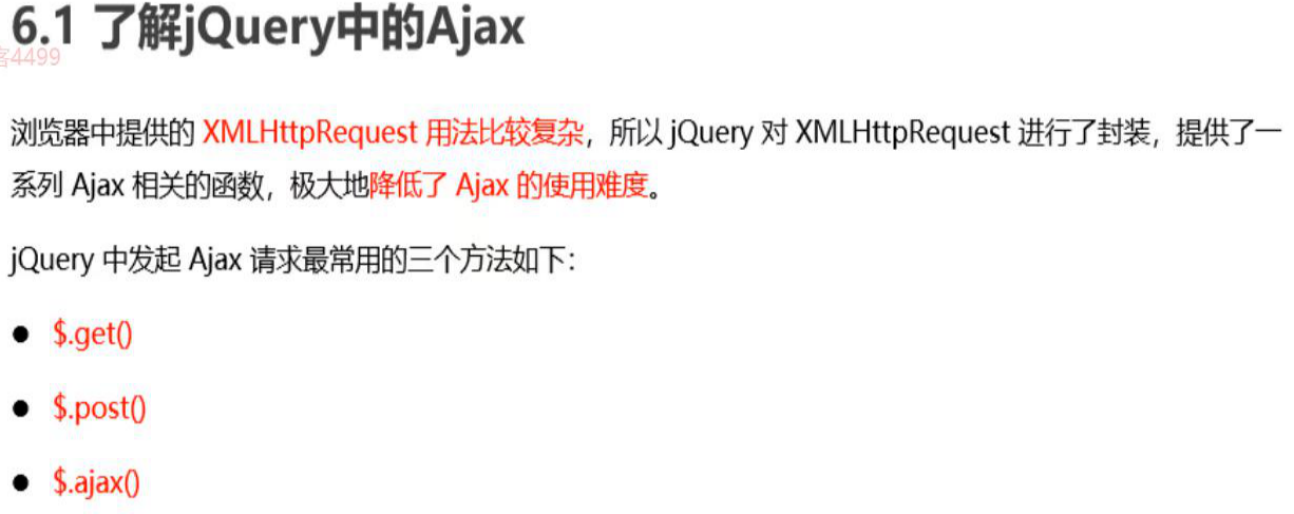 6.1 了解jQuery中的Ajax
客4499
浏览器中提供的 XMLHttpRequest 用法比较复杂，所以 jQuery 对 XMLHttpRequest 进行了封装，提供了一
系列 Ajax 相关的函数，极大地降低了 Ajax 的使用难度。
jQuery 中发起 Ajax 请求最常用的三个方法如下：
● $.get()
● $.post()
● $.ajax()